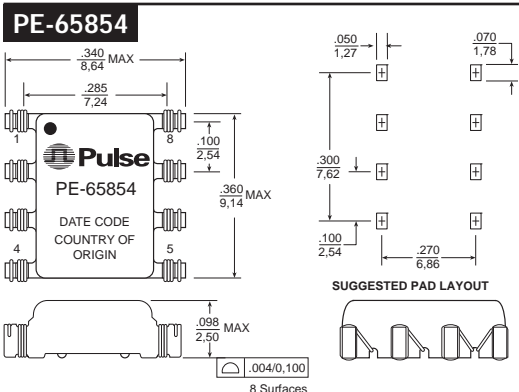 PE-65854
.340
8,64 MAX
.285
7,24
1
8
.100
2,54
Pulse
PE-65854
.360
9,14 MAX
DATE CODE
COUNTRY OF
ORIGIN
4
5
.098
2,50 MAX
.004/0,100
8 Surfaces
.050
1,27
.070
1,78
.300
7,62
.100
2,54
.270
6,86
SUGGESTED PAD LAYOUT